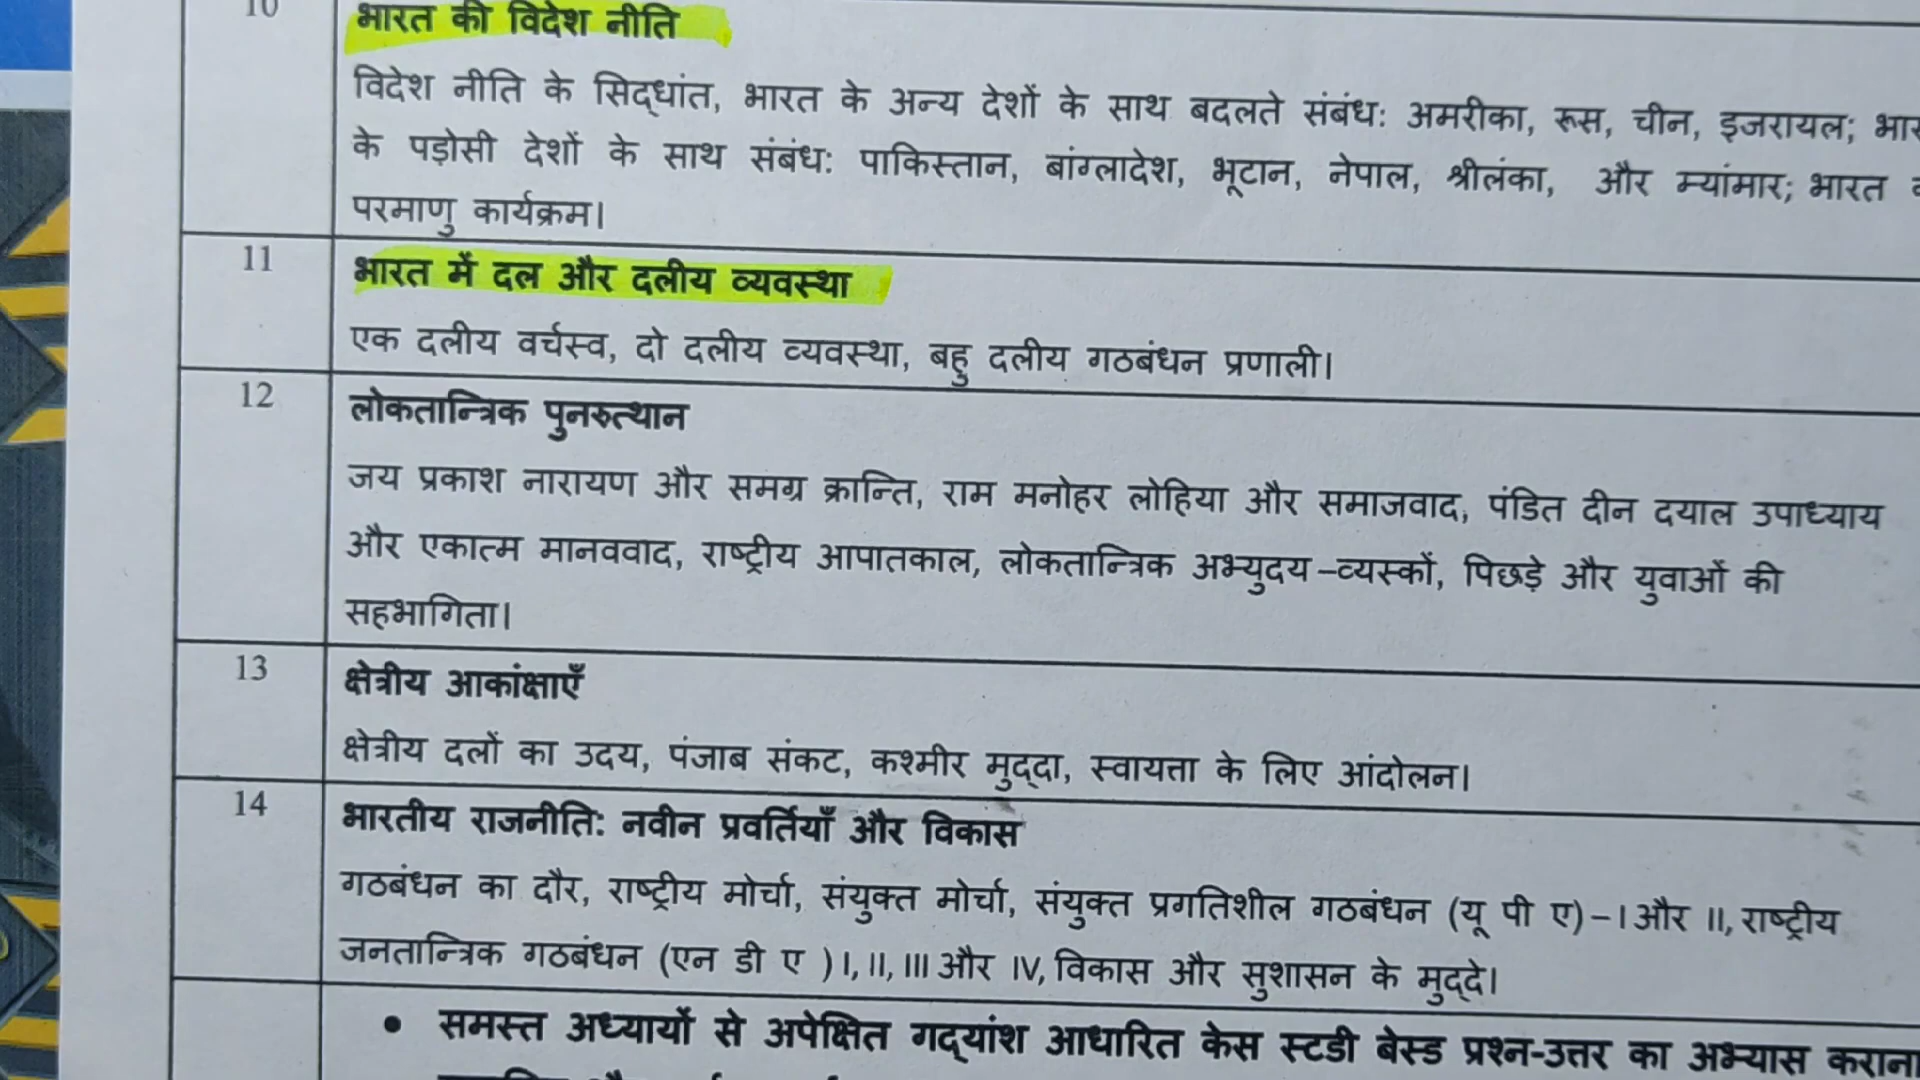 10
भारत की विदेश नीति
विदेश नीति के सिद्धांत, भारत के अन्य देशों के साथ बदलते संबंध: अमरीका, रूस, चीन, इजरायल;
के पड़ोसी देशों के साथ संबंध: पाकिस्तान, बांग्लादेश, भूटान, नेपाल, श्रीलंका, और म्यांमार; भारत
परमाणु कार्यक्रम।
11
भारत में दल और दलीय व्यवस्था
एक दलीय वर्चस्व, दो दलीय व्यवस्था, बहु दलीय गठबंधन प्रणाली।
12
लोकतान्त्रिक पुनरुत्थान
जय प्रकाश नारायण और समग्र क्रान्ति, राम मनोहर लोहिया और समाजवाद, पंडित दीन दयाल उपाध्याय
और एकात्म मानववाद, राष्ट्रीय आपातकाल, लोकतान्त्रिक अभ्युदय –व्यस्कों, पिछड़े और युवाओं की
सहभागिता।
13
क्षेत्रीय आकांक्षाएँ
क्षेत्रीय दलों का उदय, पंजाब संकट, कश्मीर मुद्दा, स्वायत्ता के लिए आंदोलन।
14
भारतीय राजनीति: नवीन प्रवर्तियाँ और विकास
गठबंधन का दौर, राष्ट्रीय मोर्चा, संयुक्त मोर्चा, संयुक्त प्रगतिशील गठबंधन (यू पी ए) – I और II, राष्ट्रीय
जनतान्त्रिक गठबंधन (एन डी ए ) I, II, III और IV, विकास और सुशासन के मुद्दे।
• समस्त अध्यायों से अपेक्षित गद्यांश आधारित केस स्टडी बेस्ड प्रश्न-उत्तर का अभ्यास कराना